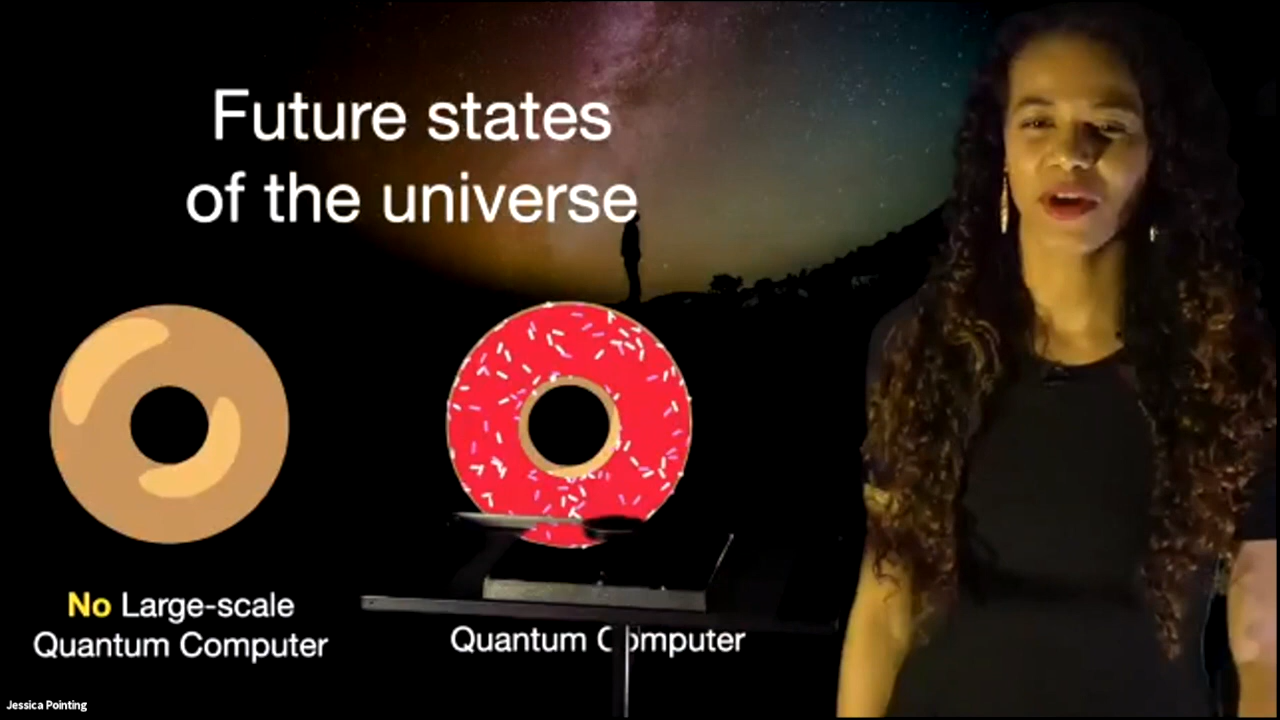 Future states
of the universe
No Large-scale
Quantum Computer
Quantum Computer
Jessica Pointing